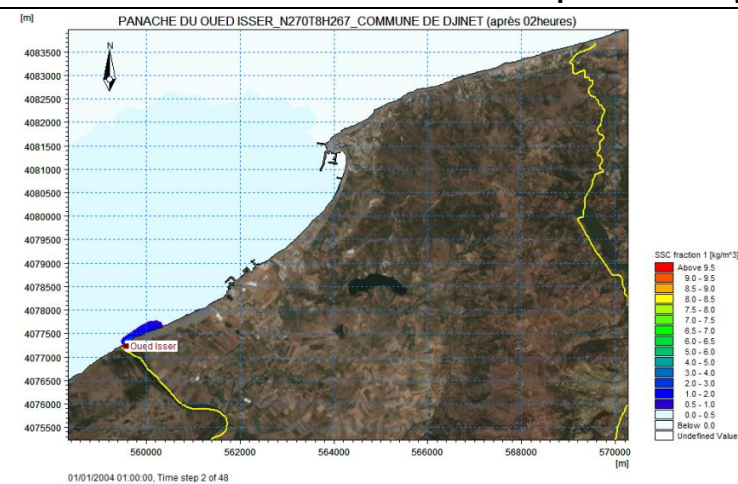 PANACHE DU OUED ISSER_N270T8H267_COMMUNE DE DJINET (après 02heures)
[m]
N
4083500
4083000
4082500
4082000
4081500
4081000
4080500
4080000
4079500
4079000
4078500
4078000
4077500
4077000
4076500
4076000
4075500
Oued Isser
560000 562000 564000 566000 568000 570000
[m]
SSC fraction 1 [kg/m^3]
Above 9.5
9.0 - 9.5
8.5 - 9.0
8.0 - 8.5
7.5 - 8.0
7.0 - 7.5
6.5 - 7.0
6.0 - 6.5
5.0 - 6.0
4.0 - 5.0
3.0 - 4.0
2.0 - 3.0
1.0 - 2.0
0.5 - 1.0
0.0 - 0.5
Below 0.0
Undefined Value
01/01/2004 01:00:00, Time step 2 of 48